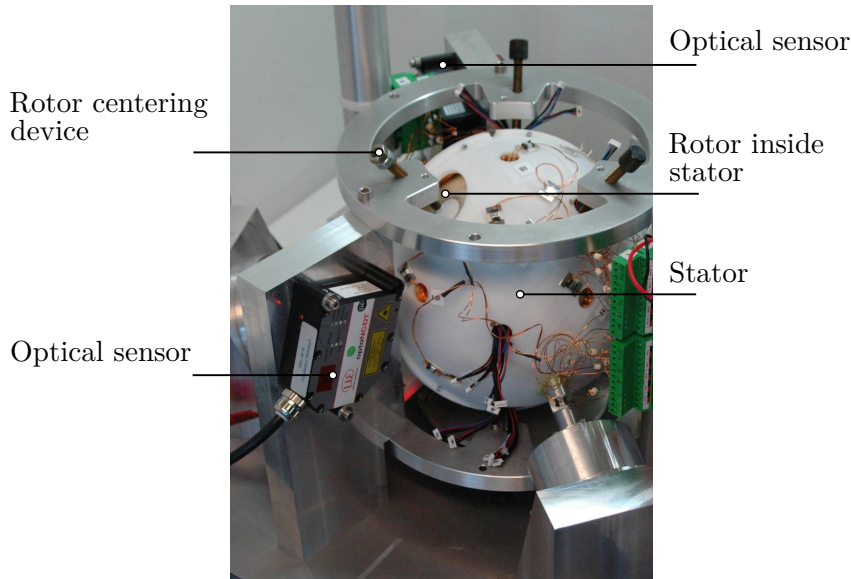 Optical sensor
Rotor centering
device
Rotor inside
stator
Stator
Optical sensor
optoNCDT